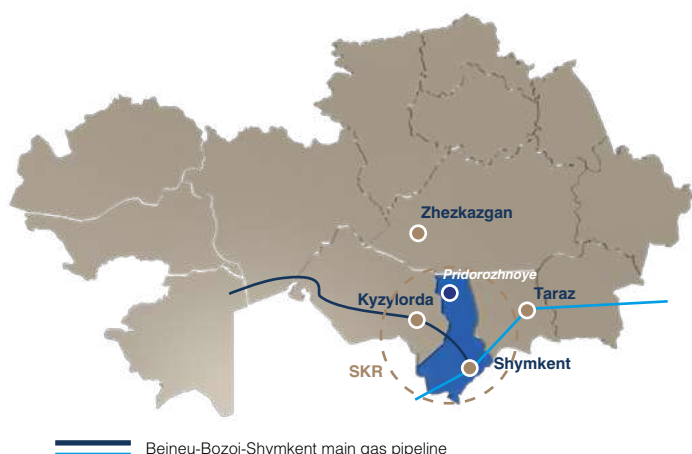 Zhezkazgan
Pridorozhnoye
Kyzylorda
Taraz
SKR
Shymkent
Beineu-Bozoi-Shymkent main gas pipeline